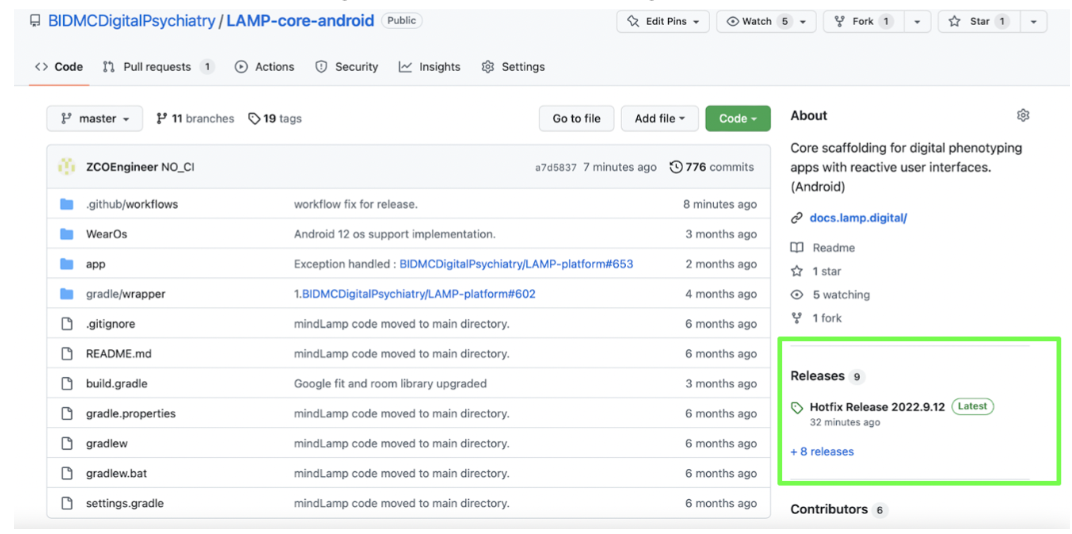 BIDMCDigitalPsychiatry / LAMP-core-android Public
Edit Pins Watch 5 Fork 1 Star 1
Code Pull requests 1 Actions Security Insights Settings
master 11 branches 19 tags Go to file Add file Code
ZCOEngineer NO_CI a7d5837 7 minutes ago 776 commits
.github/workflows workflow fix for release. 8 minutes ago
WearOs Android 12 os support implementation. 3 months ago
app Exception handled : BIDMCDigitalPsychiatry/LAMP-platform#653 2 months ago
gradle/wrapper 1.BIDMCDigitalPsychiatry/LAMP-platform#602 4 months ago
.gitignore mindLamp code moved to main directory. 6 months ago
README.md mindLamp code moved to main directory. 6 months ago
build.gradle Google fit and room library upgraded 3 months ago
gradle.properties mindLamp code moved to main directory. 6 months ago
gradlew mindLamp code moved to main directory. 6 months ago
gradlew.bat mindLamp code moved to main directory. 6 months ago
settings.gradle mindLamp code moved to main directory. 6 months ago
About
Core scaffolding for digital phenotyping
apps with reactive user interfaces.
(Android)
docs.lamp.digital/
Readme
1 star
5 watching
1 fork
Releases 9
Hotfix Release 2022.9.12 Latest
32 minutes ago
+ 8 releases
Contributors 6